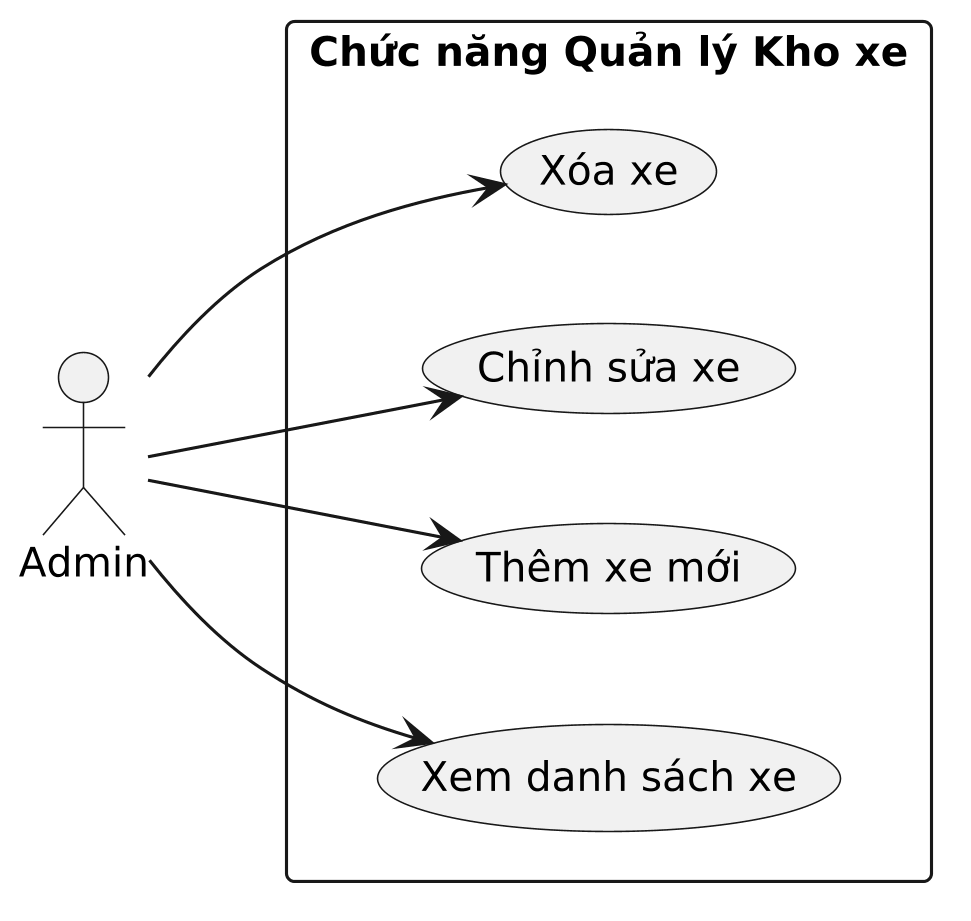 Chức năng Quản lý Kho xe
Xóa xe
Chỉnh sửa xe
Thêm xe mới
Admin
Xem danh sách xe